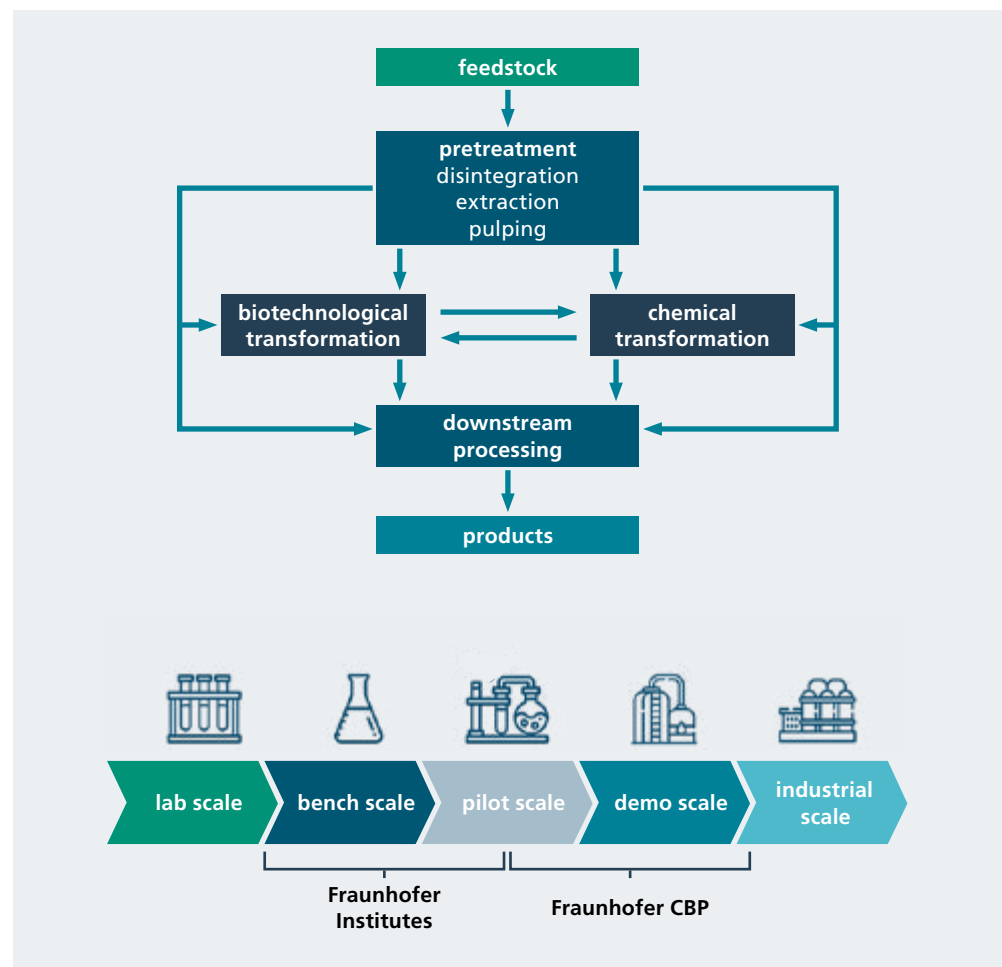 feedstock
pretreatment
disintegration
extraction
pulping
biotechnological
transformation
chemical
transformation
downstream
processing
products
lab scale
bench scale
pilot scale
demo scale
industrial
scale
Fraunhofer
Institutes
Fraunhofer CBP